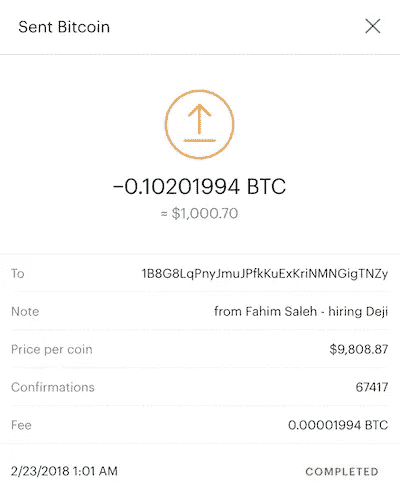 Sent Bitcoin
−0.10201994 BTC
≈ $1,000.70
To 1B8G8LqPnyJmuJPfkKuExKriNMNGigTNZy
Note from Fahim Saleh - hiring Deji
Price per coin $9,808.87
Confirmations 67417
Fee 0.00001994 BTC
2/23/2018 1:01 AM COMPLETED